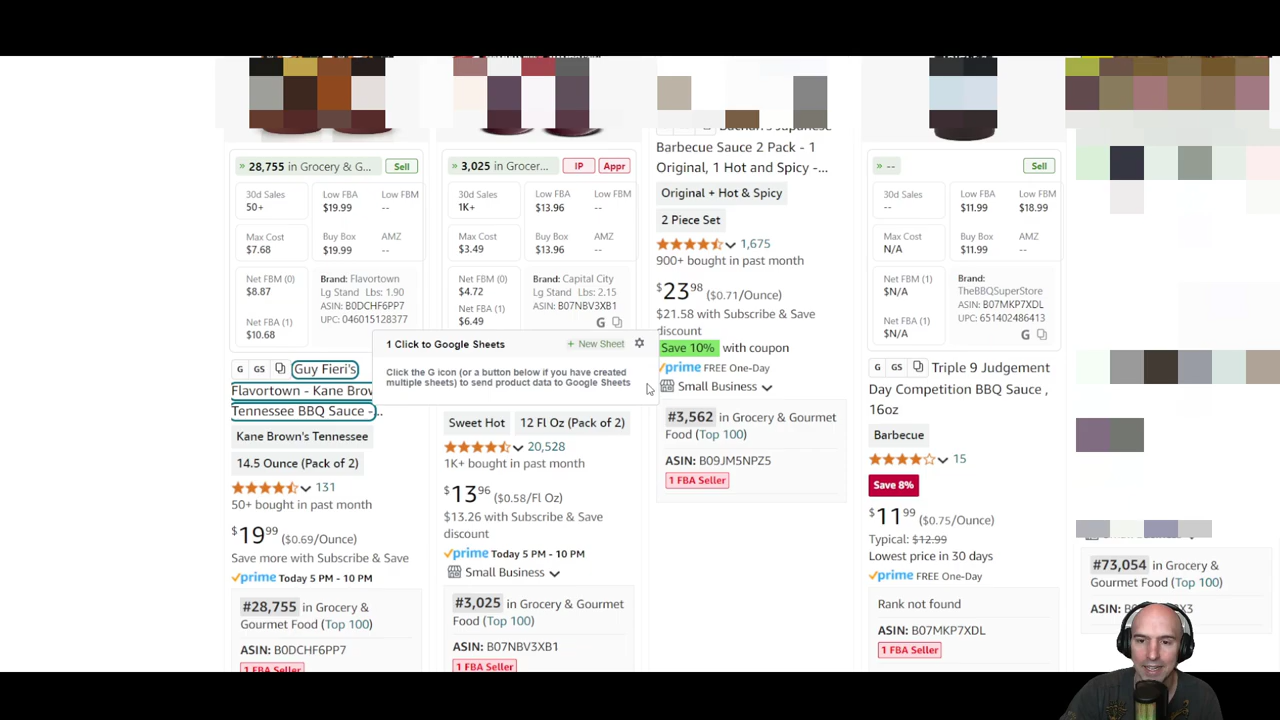 » 28,755 in Grocery & G...
Sell
30d Sales
50+
Low FBA
$19.99
Low FBM
--
Max Cost
$7.68
Buy Box
$19.99
AMZ
--
Net FBM (0)
$8.87
Net FBA (1)
$10.68
Brand: Flavortown
Lg Stand Lbs: 1.90
ASIN: B0DCHF6PP7
UPC: 046015128377
G GS Guy Fieri's
Flavortown - Kane
Tennessee BBQ Sauce -...
Kane Brown's Tennessee
14.5 Ounce (Pack of 2)
131
50+ bought in past month
$19.99 ($0.69/Ounce)
Save more with Subscribe & Save
prime Today 5 PM - 10 PM
#28,755 in Grocery &
Gourmet Food (Top 100)
ASIN: B0DCHF6PP7
1 FBA Seller
» 3,025 in Grocer...
IP
Appr
30d Sales
1K+
Low FBA
$13.96
Low FBM
--
Max Cost
$3.49
Buy Box
$13.96
AMZ
--
Net FBM (0)
$4.72
Net FBA (1)
$6.49
Brand: Capital City
Lg Stand Lbs: 2.15
ASIN: B07NBV3XB1
G
1 Click to Google Sheets
+ New Sheet
Click the G icon (or a button below if you have created
multiple sheets) to send product data to Google Sheets
Sweet Hot
12 Fl Oz (Pack of 2)
20,528
1K+ bought in past month
$13.96 ($0.58/Fl Oz)
$13.26 with Subscribe & Save
discount
prime Today 5 PM - 10 PM
Small Business
#3,025 in Grocery & Gourmet
Food (Top 100)
ASIN: B07NBV3XB1
1 FBA Seller
Japanese
Barbecue Sauce 2 Pack - 1
Original, 1 Hot and Spicy -...
Original + Hot & Spicy
2 Piece Set
1,675
900+ bought in past month
$23.98 ($0.71/Ounce)
$21.58 with Subscribe & Save
discount
Save 10% with coupon
prime FREE One-Day
Small Business
#3,562 in Grocery & Gourmet
Food (Top 100)
ASIN: B09JM5NPZ5
1 FBA Seller
» --
Sell
30d Sales
--
Low FBA
$11.99
Low FBM
$18.99
Max Cost
N/A
Buy Box
$11.99
AMZ
--
Net FBM (1)
$N/A
Net FBA (1)
$N/A
Brand:
TheBBQSuperStore
ASIN: B07MKP7XDL
UPC: 651402486413
G
G GS Triple 9 Judgement
Day Competition BBQ Sauce ,
16oz
Barbecue
15
Save 8%
$11.99 ($0.75/Ounce)
Typical: $12.99
Lowest price in 30 days
prime FREE One-Day
Rank not found
ASIN: B07MKP7XDL
1 FBA Seller
#73,054 in Grocery &
Gourmet Food (Top 100)
ASIN: